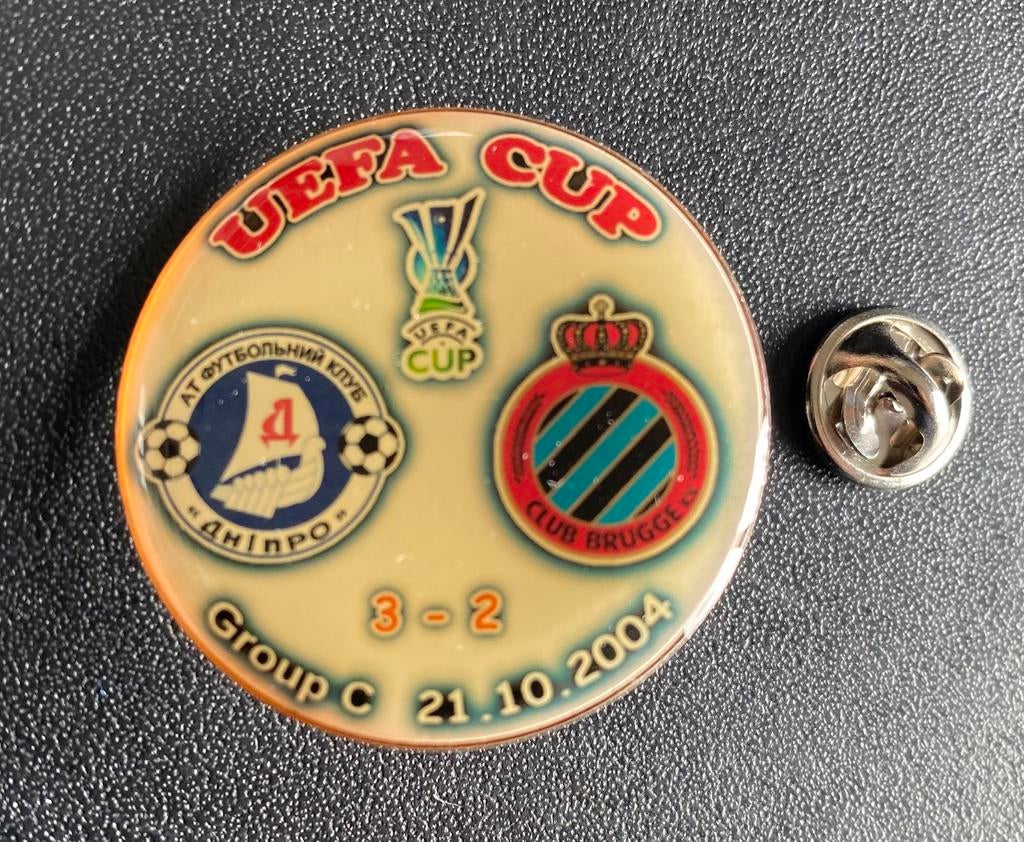 UEFA CUP
UEFA
CUP
АТ ФУТБОЛЬНИЙ КЛУБ
Д
«ДНІПРО»
CLUB BRUGGE K.V.
3 - 2
Group C 21.10.2004